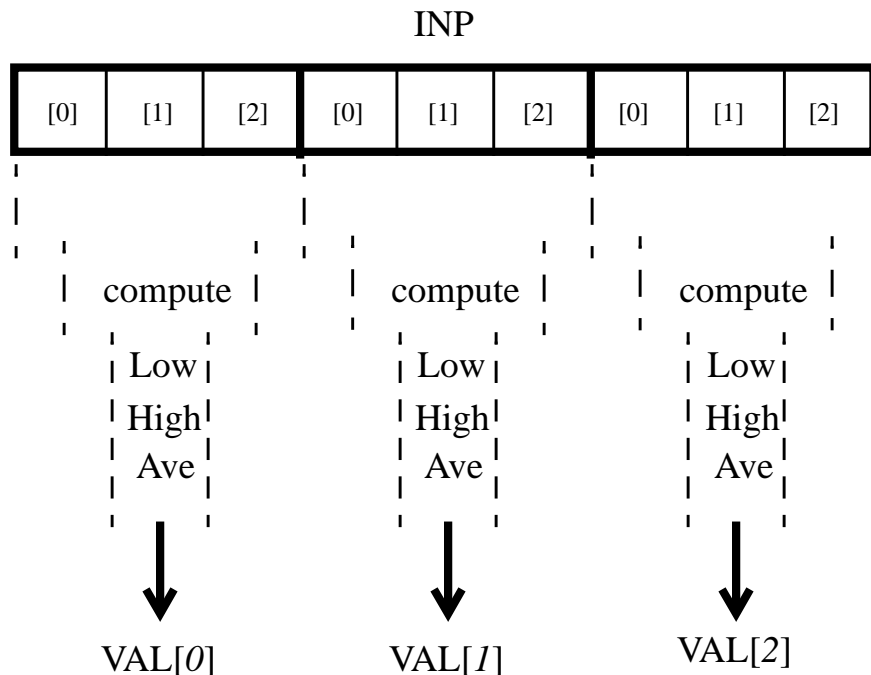 INP
[0] [1] [2] [0] [1] [2] [0] [1] [2]
compute compute compute
Low Low Low
High High High
Ave Ave Ave
VAL[0] VAL[1] VAL[2]